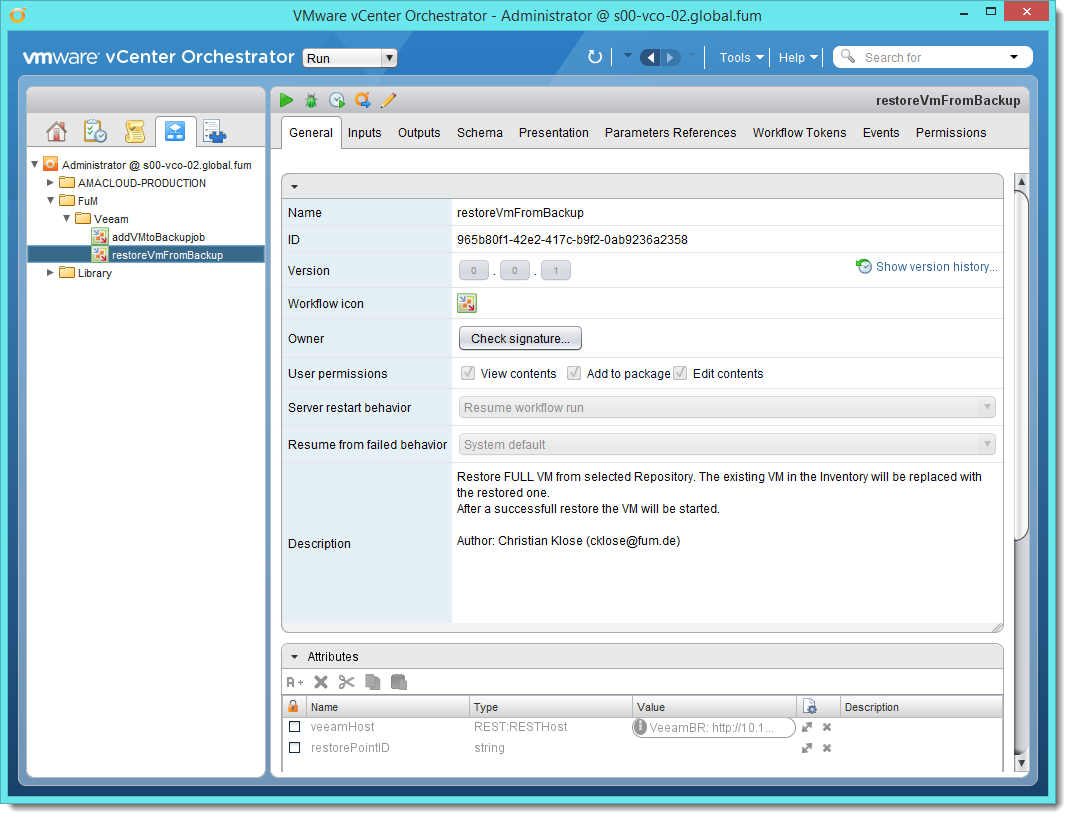 VMware vCenter Orchestrator - Administrator @ s00-vco-02.global.fum
vmware vCenter Orchestrator Run Tools Help Search for
restoreVmFromBackup
General Inputs Outputs Schema Presentation Parameters References Workflow Tokens Events Permissions
Administrator @ s00-vco-02.global.fum
AMACLOUD-PRODUCTION
FuM
Veeam
addVMtoBackupjob
restoreVmFromBackup
Library
Name restoreVmFromBackup
ID 965b80f1-42e2-417c-b9f2-0ab9236a2358
Version 0 . 0 . 1 Show version history...
Workflow icon
Owner Check signature...
User permissions View contents Add to package Edit contents
Server restart behavior Resume workflow run
Resume from failed behavior System default
Description
Restore FULL VM from selected Repository. The existing VM in the Inventory will be replaced with
the restored one.
After a successfull restore the VM will be started.
Author: Christian Klose (cklose@fum.de)
Attributes
A+
Name Type Value Description
veeamHost REST:RESTHost VeeamBR: http://10.1...
restorePointID string